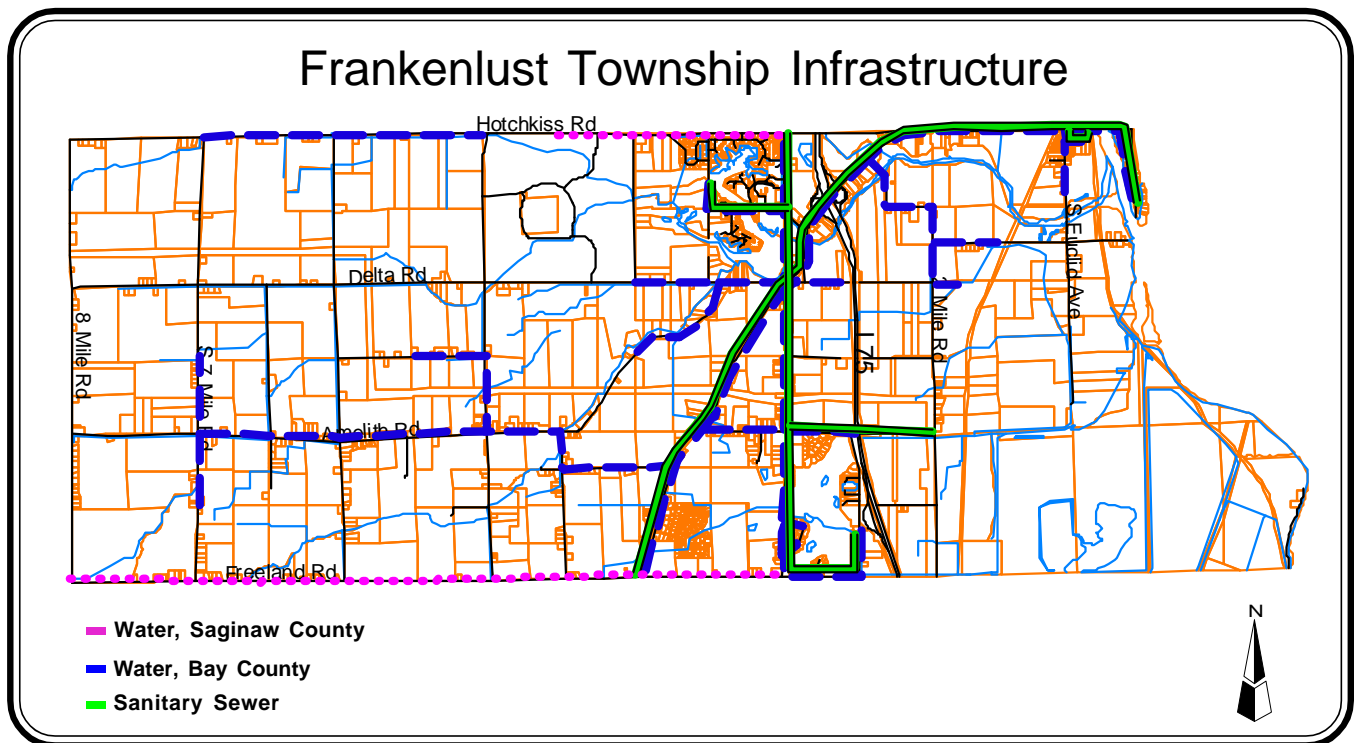 Frankenlust Township Infrastructure
Hotchkiss Rd
Delta Rd
S Euclid Ave
8 Mile Rd
S 7 Mile Rd
I 75
Mile Rd
Amelith Rd
Freeland Rd
Water, Saginaw County
Water, Bay County
Sanitary Sewer
N